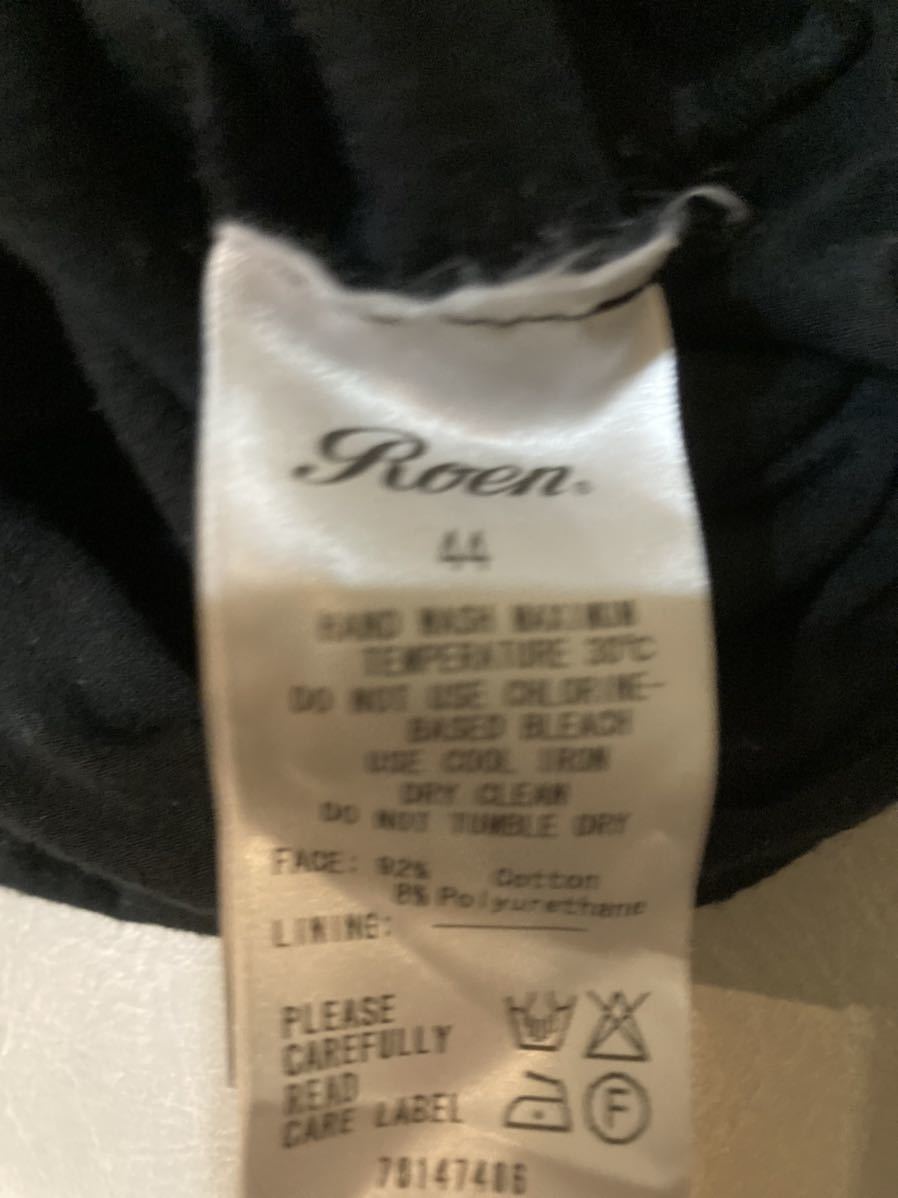 Roen.
44
HAND WASH MAXIMUM
TEMPERATURE 30℃
DO NOT USE CHLORINE-
BASED BLEACH
USE COOL IRON
DRY CLEAN
DO NOT TUMBLE DRY
FACE: 92% Cotton
8% Polyurethane
LINING:
PLEASE
CAREFULLY
READ
CARE LABEL
F
78147406